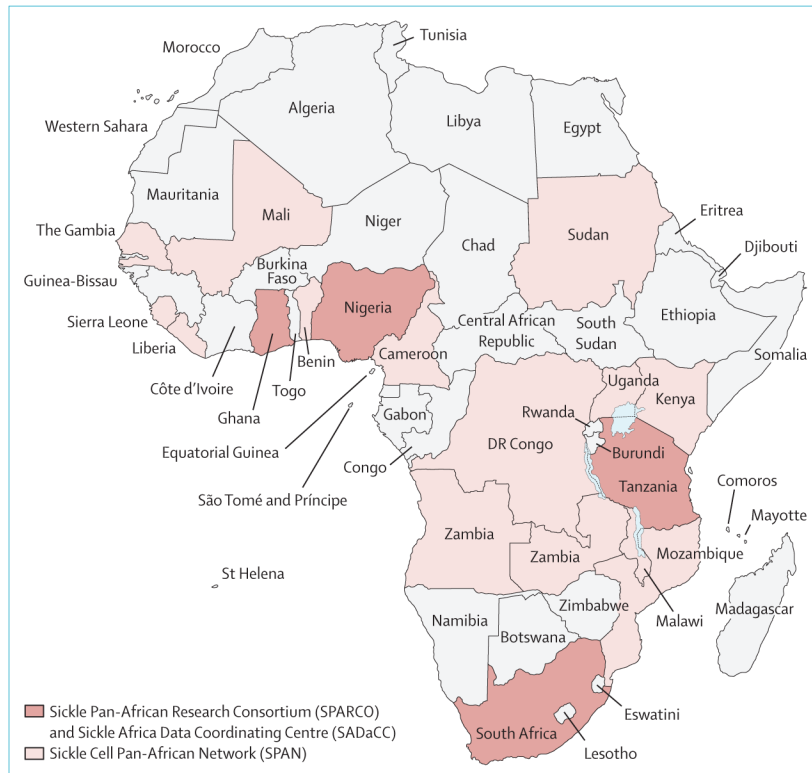 Morocco
Tunisia
Algeria
Libya
Egypt
Western Sahara
Mauritania
Mali
Niger
Chad
Sudan
Eritrea
Djibouti
The Gambia
Guinea-Bissau
Burkina
Faso
Nigeria
Sierra Leone
Liberia
Benin
Côte d'Ivoire
Togo
Ghana
Cameroon
Central African
Republic
South
Sudan
Ethiopia
Somalia
Equatorial Guinea
São Tomé and Príncipe
Gabon
Congo
DR Congo
Uganda
Kenya
Rwanda
Burundi
Tanzania
Comoros
Mayotte
Zambia
Zambia
Mozambique
Malawi
Madagascar
St Helena
Namibia
Botswana
Zimbabwe
South Africa
Eswatini
Lesotho
Sickle Pan-African Research Consortium (SPARCO)
and Sickle Africa Data Coordinating Centre (SADaCC)
Sickle Cell Pan-African Network (SPAN)